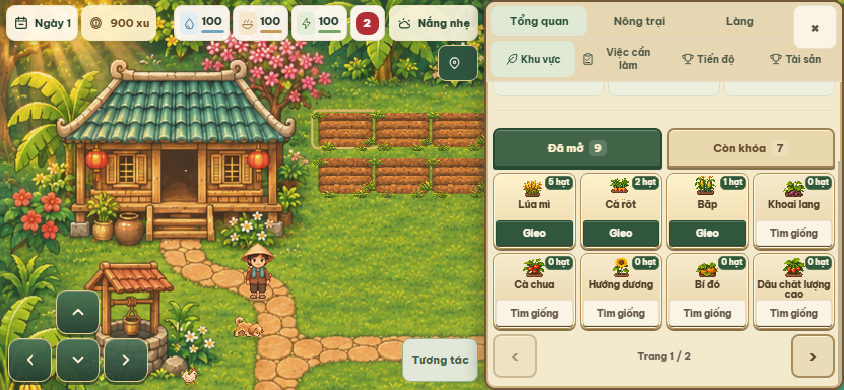 Ngày 1
900 xu
100
100
100
2
Nắng nhẹ
Tổng quan
Nông trại
Làng
Khu vực
Việc cần
làm
Tiến độ
Tài sản
Đã mở 9
Còn khóa 7
5 hạt
Lúa mì
Gieo
2 hạt
Cà rốt
Gieo
1 hạt
Bắp
Gieo
0 hạt
Khoai lang
Tìm giống
0 hạt
Cà chua
Tìm giống
0 hạt
Hướng dương
Tìm giống
0 hạt
Bí đỏ
Tìm giống
0 hạt
Dâu chất lượng
cao
Tìm giống
Trang 1 / 2
Tương tác